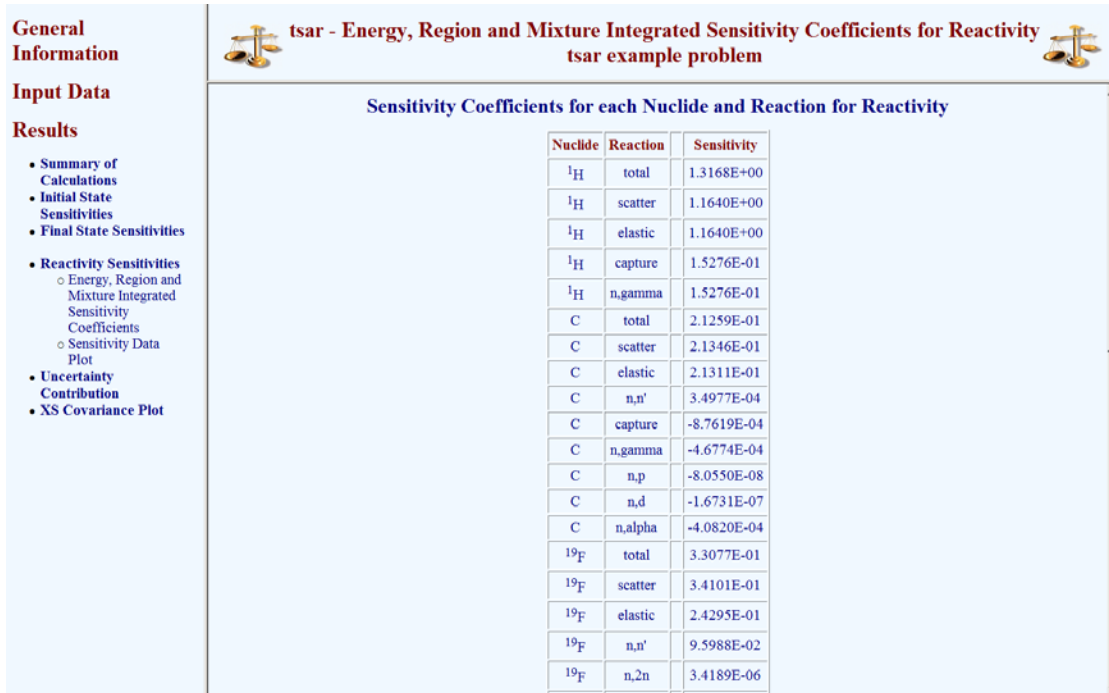 General
Information
Input Data
Results
• Summary of
Calculations
• Initial State
Sensitivities
• Final State Sensitivities
• Reactivity Sensitivities
○ Energy, Region and
Mixture Integrated
Sensitivity
Coefficients
○ Sensitivity Data
Plot
• Uncertainty
Contribution
• XS Covariance Plot
tsar - Energy, Region and Mixture Integrated Sensitivity Coefficients for Reactivity
tsar example problem
Sensitivity Coefficients for each Nuclide and Reaction for Reactivity
Nuclide Reaction Sensitivity
¹H total 1.3168E+00
¹H scatter 1.1640E+00
¹H elastic 1.1640E+00
¹H capture 1.5276E-01
¹H n,gamma 1.5276E-01
C total 2.1259E-01
C scatter 2.1346E-01
C elastic 2.1311E-01
C n,n' 3.4977E-04
C capture -8.7619E-04
C n,gamma -4.6774E-04
C n,p -8.0550E-08
C n,d -1.6731E-07
C n,alpha -4.0820E-04
¹⁹F total 3.3077E-01
¹⁹F scatter 3.4101E-01
¹⁹F elastic 2.4295E-01
¹⁹F n,n' 9.5988E-02
¹⁹F n,2n 3.4189E-06